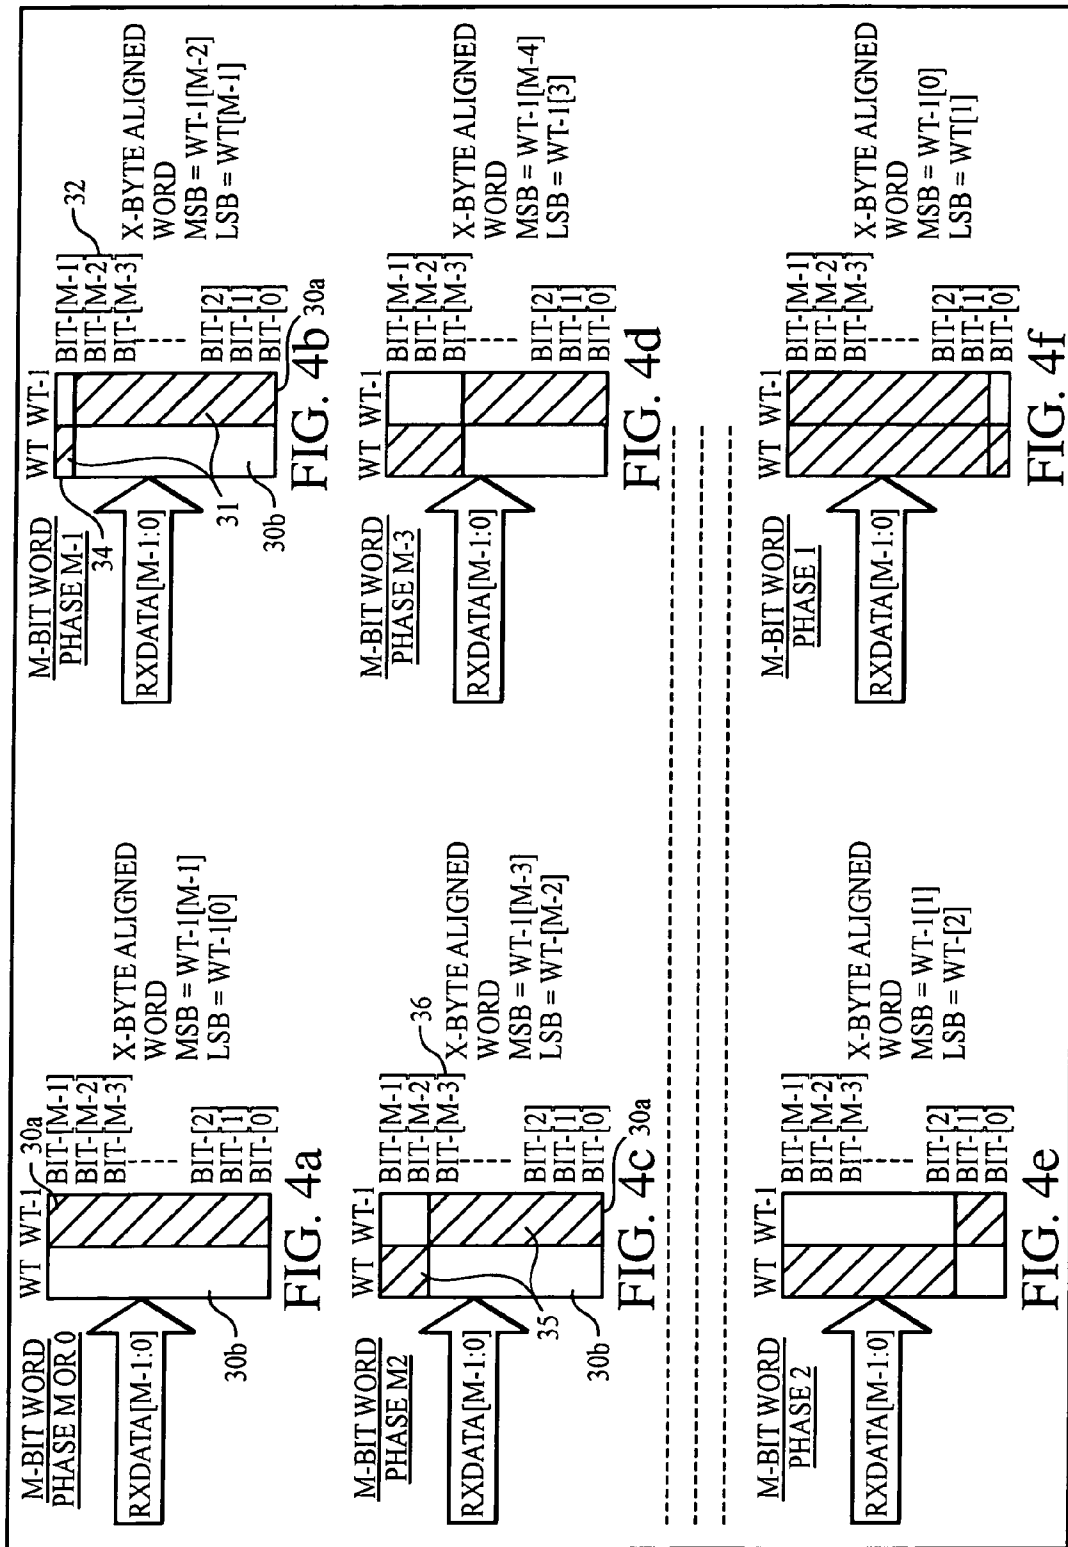 M-BIT WORD
PHASE M OR 0
WT WT-1
30a
BIT-[M-1]
BIT-[M-2]
BIT-[M-3]
BIT-[2]
BIT-[1]
BIT-[0]
RXDATA[M-1:0]
30b
X-BYTE ALIGNED
WORD
MSB = WT-1[M-1]
LSB = WT-1[0]
FIG. 4a
M-BIT WORD
PHASE M-1
34
WT WT-1
BIT-[M-1]
BIT-[M-2]
BIT-[M-3]
32
BIT-[2]
BIT-[1]
BIT-[0]
30a
RXDATA[M-1:0]
31
30b
X-BYTE ALIGNED
WORD
MSB = WT-1[M-2]
LSB = WT[M-1]
FIG. 4b
M-BIT WORD
PHASE M2
WT WT-1
BIT-[M-1]
BIT-[M-2]
BIT-[M-3]
36
BIT-[2]
BIT-[1]
BIT-[0]
30a
RXDATA[M-1:0]
35
30b
X-BYTE ALIGNED
WORD
MSB = WT-1[M-3]
LSB = WT-[M-2]
FIG. 4c
M-BIT WORD
PHASE M-3
WT WT-1
BIT-[M-1]
BIT-[M-2]
BIT-[M-3]
BIT-[2]
BIT-[1]
BIT-[0]
RXDATA[M-1:0]
X-BYTE ALIGNED
WORD
MSB = WT-1[M-4]
LSB = WT-1[3]
FIG. 4d
M-BIT WORD
PHASE 2
WT WT-1
BIT-[M-1]
BIT-[M-2]
BIT-[M-3]
BIT-[2]
BIT-[1]
BIT-[0]
RXDATA[M-1:0]
X-BYTE ALIGNED
WORD
MSB = WT-1[1]
LSB = WT-[2]
FIG. 4e
M-BIT WORD
PHASE 1
WT WT-1
BIT-[M-1]
BIT-[M-2]
BIT-[M-3]
BIT-[2]
BIT-[1]
BIT-[0]
RXDATA[M-1:0]
X-BYTE ALIGNED
WORD
MSB = WT-1[0]
LSB = WT[1]
FIG. 4f